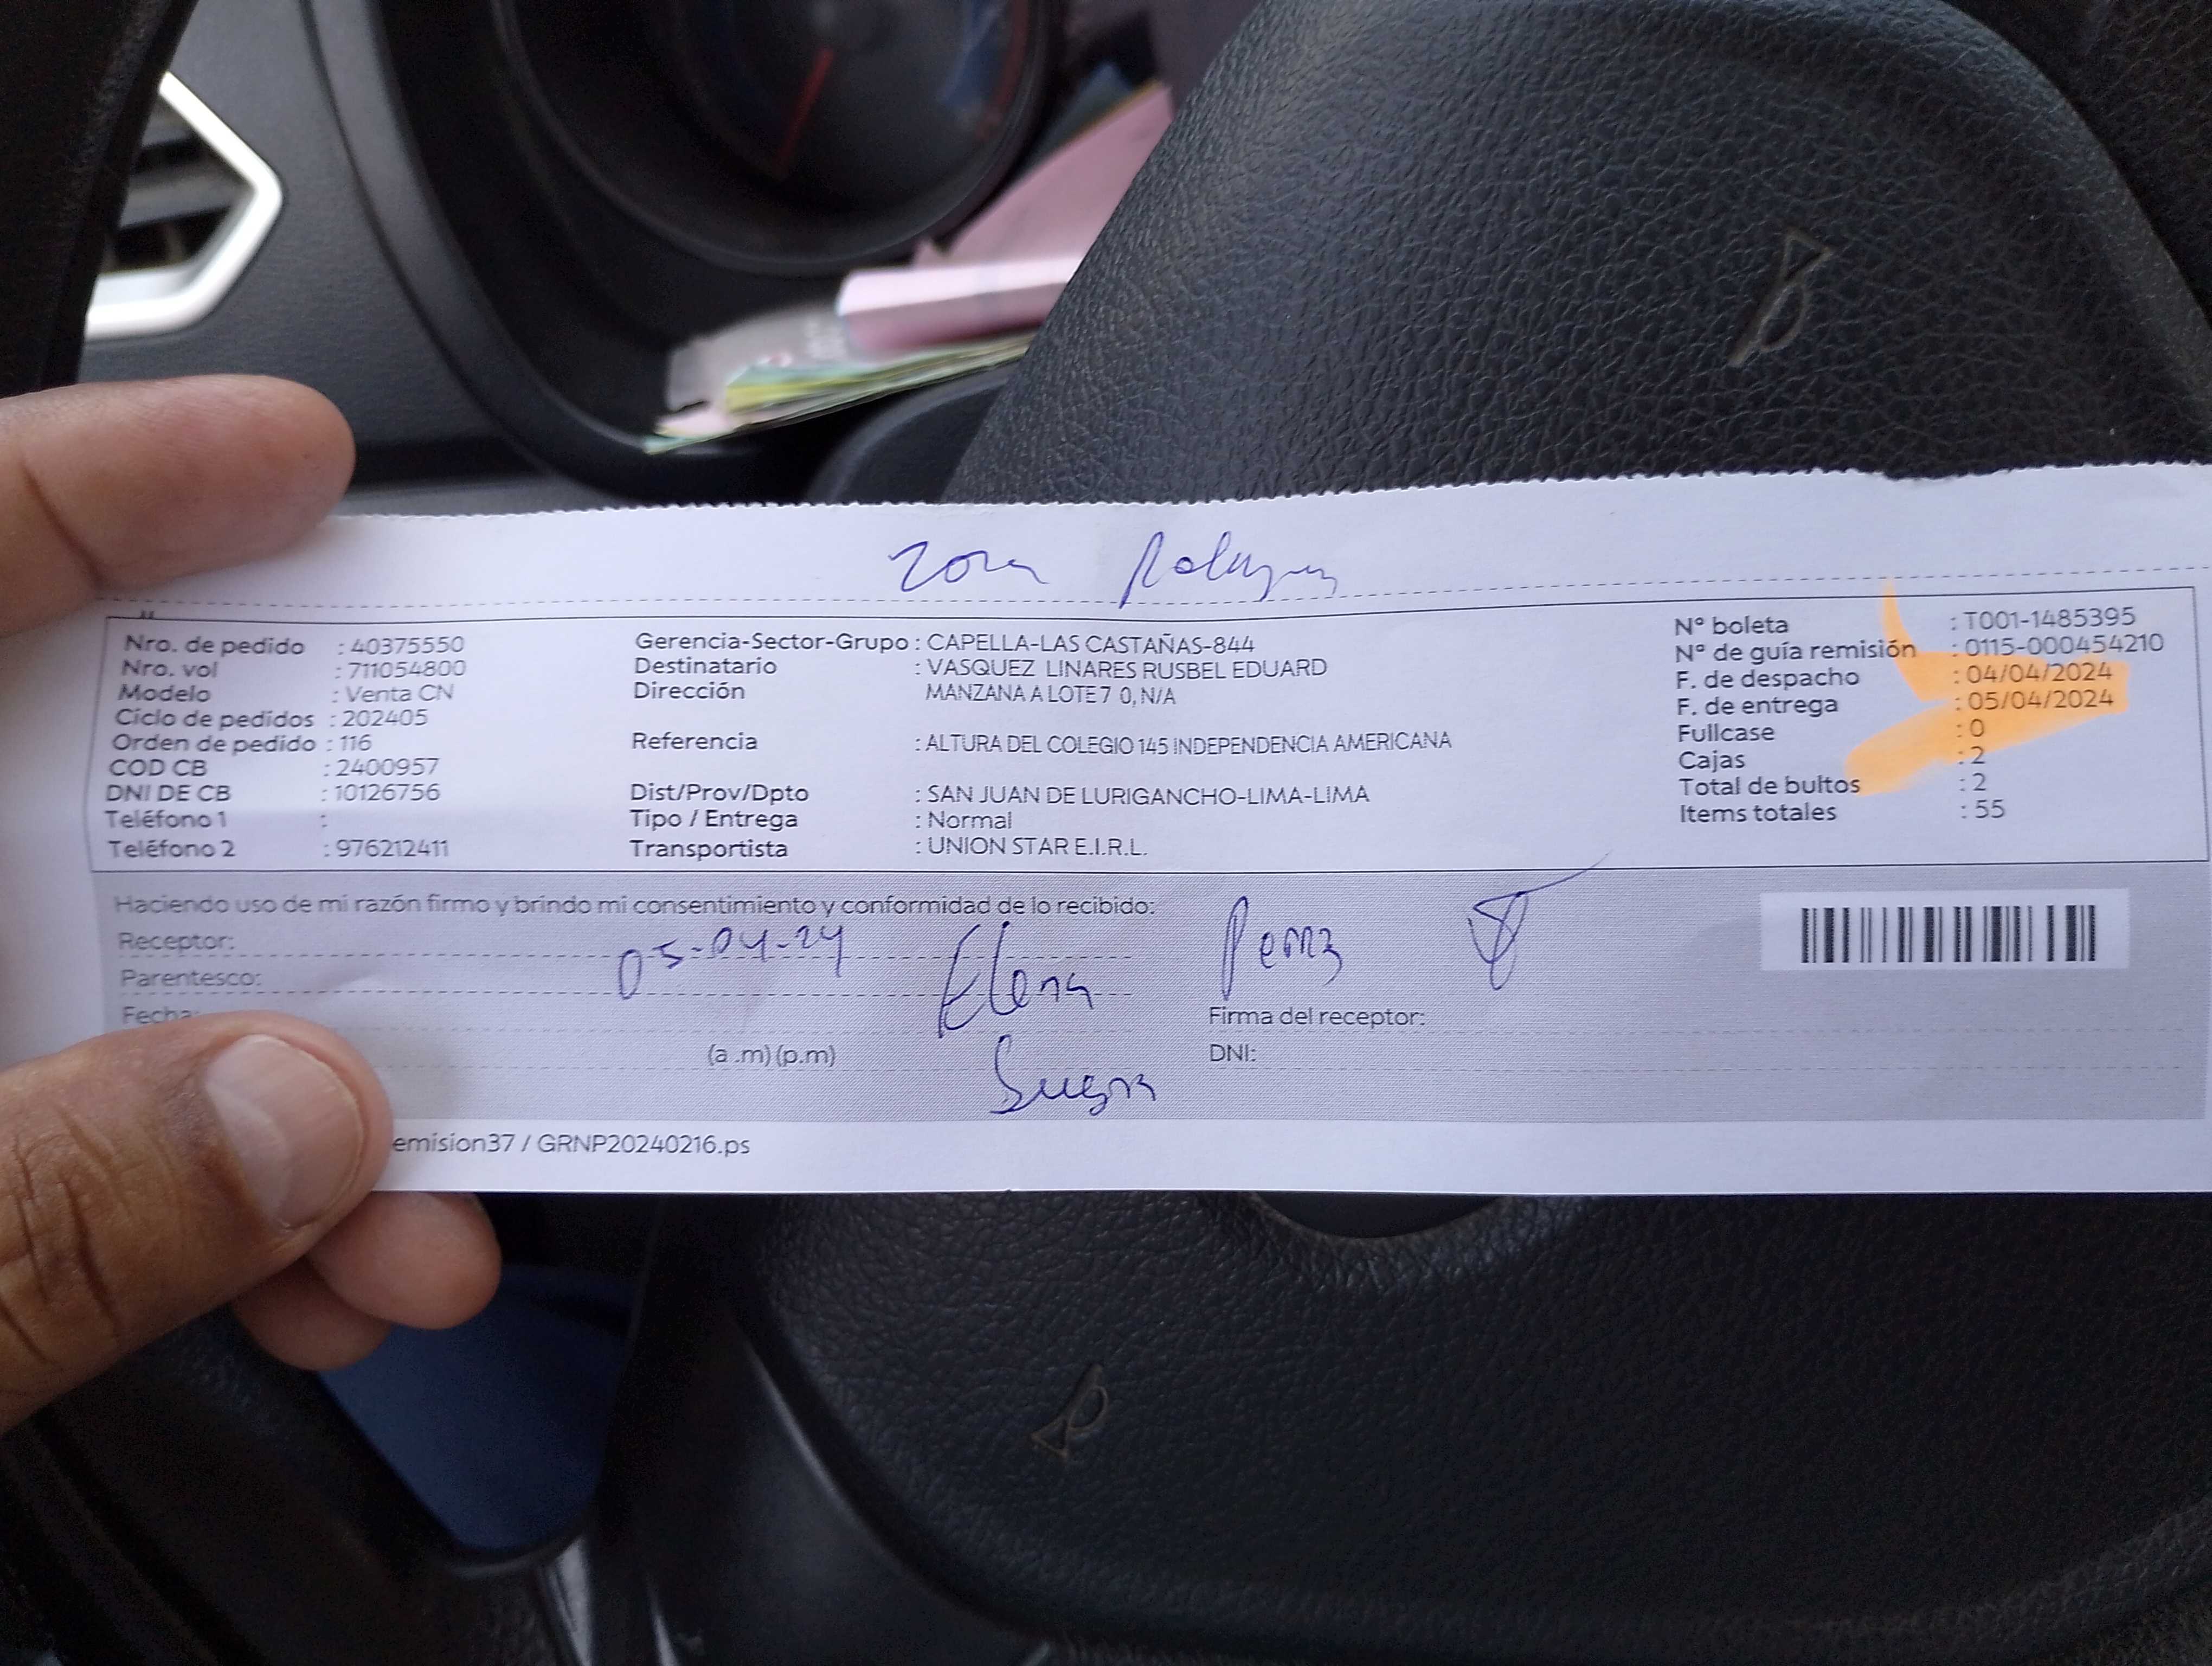 Nro. de pedido : 40375550
Nro. vol : 711054800
Modelo : Venta CN
Ciclo de pedidos : 202405
Orden de pedido : 116
COD CB : 2400957
DNI DE CB : 10126756
Teléfono 1 :
Teléfono 2 : 976212411
Gerencia-Sector-Grupo : CAPELLA-LAS CASTAÑAS-844
Destinatario : VASQUEZ LINARES RUSBEL EDUARD
Dirección MANZANA A LOTE 7 0, N/A
Referencia : ALTURA DEL COLEGIO 145 INDEPENDENCIA AMERICANA
Dist/Prov/Dpto : SAN JUAN DE LURIGANCHO-LIMA-LIMA
Tipo / Entrega : Normal
Transportista : UNION STAR E.I.R.L.
N° boleta : T001-1485395
N° de guía remisión : 0115-000454210
F. de despacho : 04/04/2024
F. de entrega : 05/04/2024
Fullcase : 0
Cajas : 2
Total de bultos : 2
Items totales : 55
Haciendo uso de mi razón firmo y brindo mi consentimiento y conformidad de lo recibido:
Receptor:
Parentesco:
Fecha:
05-04-24
Elena
(a .m) (p.m)
Firma del receptor:
DNI:
emision37 / GRNP20240216.ps